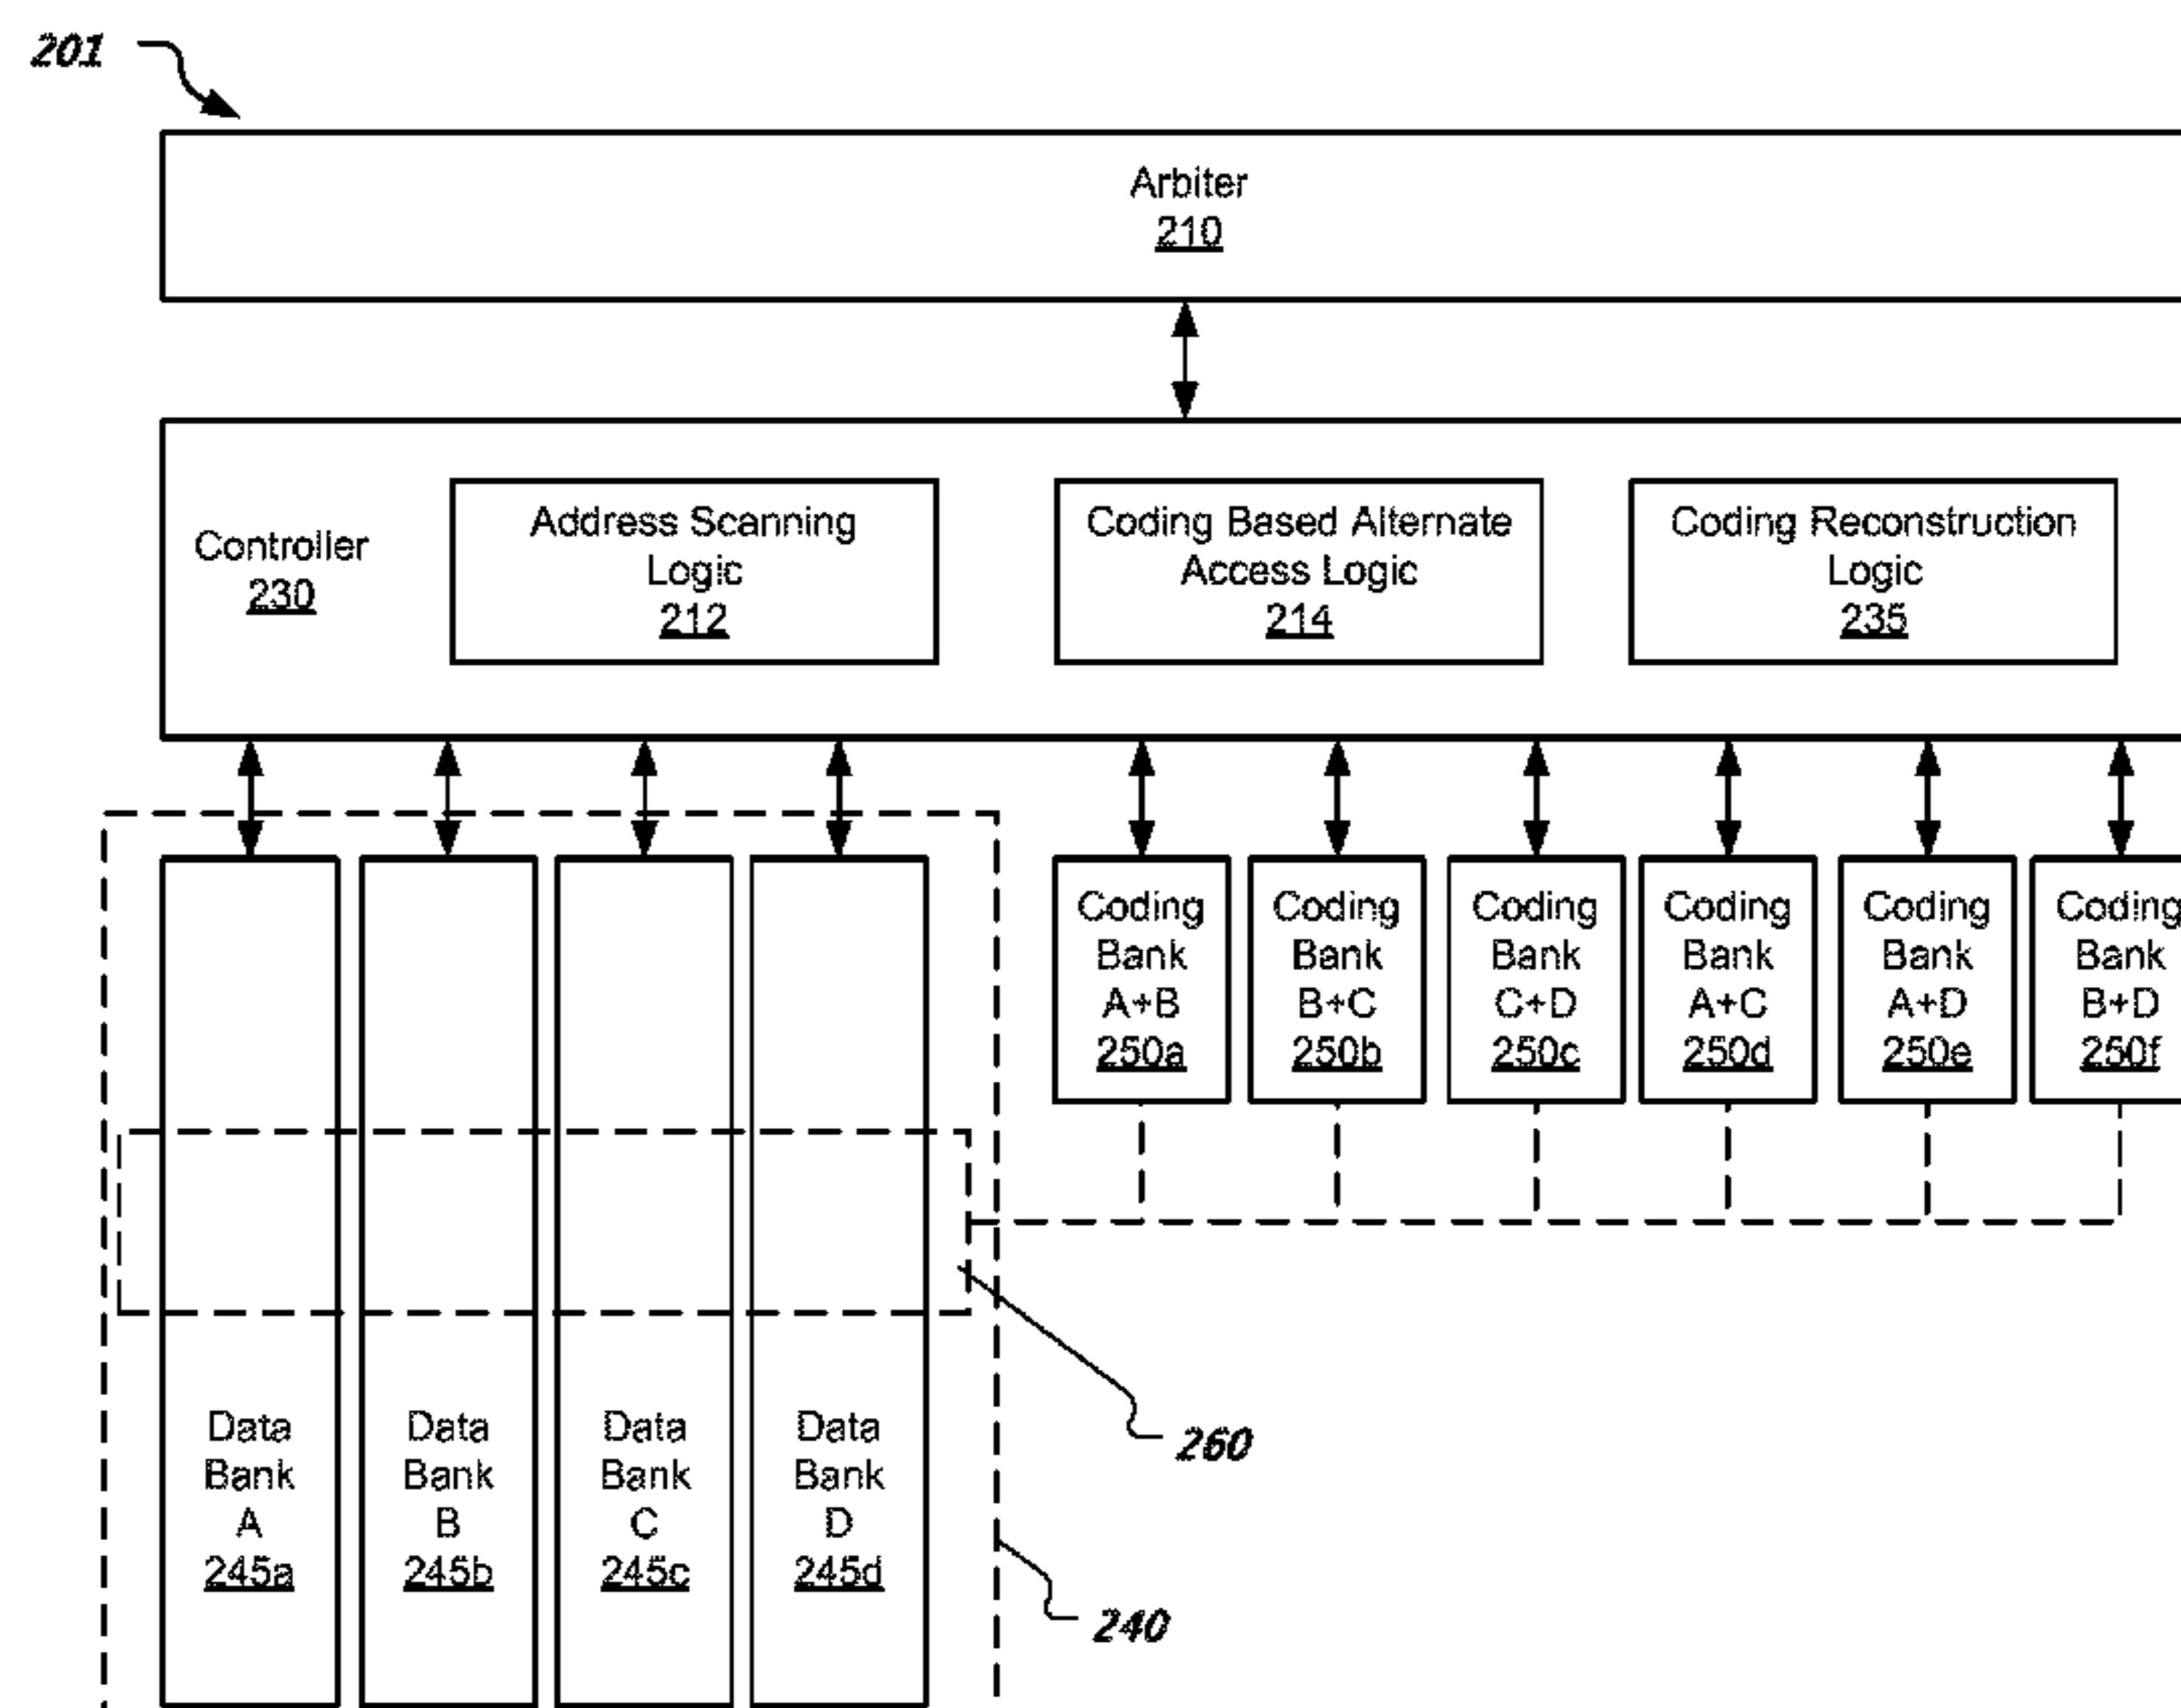 201
Arbiter
210
Controller
230
Address Scanning
Logic
212
Coding Based Alternate
Access Logic
214
Coding Reconstruction
Logic
235
Coding
Bank
A+B
250a
Coding
Bank
B+C
250b
Coding
Bank
C+D
250c
Coding
Bank
A+C
250d
Coding
Bank
A+D
250e
Coding
Bank
B+D
250f
Data
Bank
A
245a
Data
Bank
B
245b
Data
Bank
C
245c
Data
Bank
D
245d
260
240